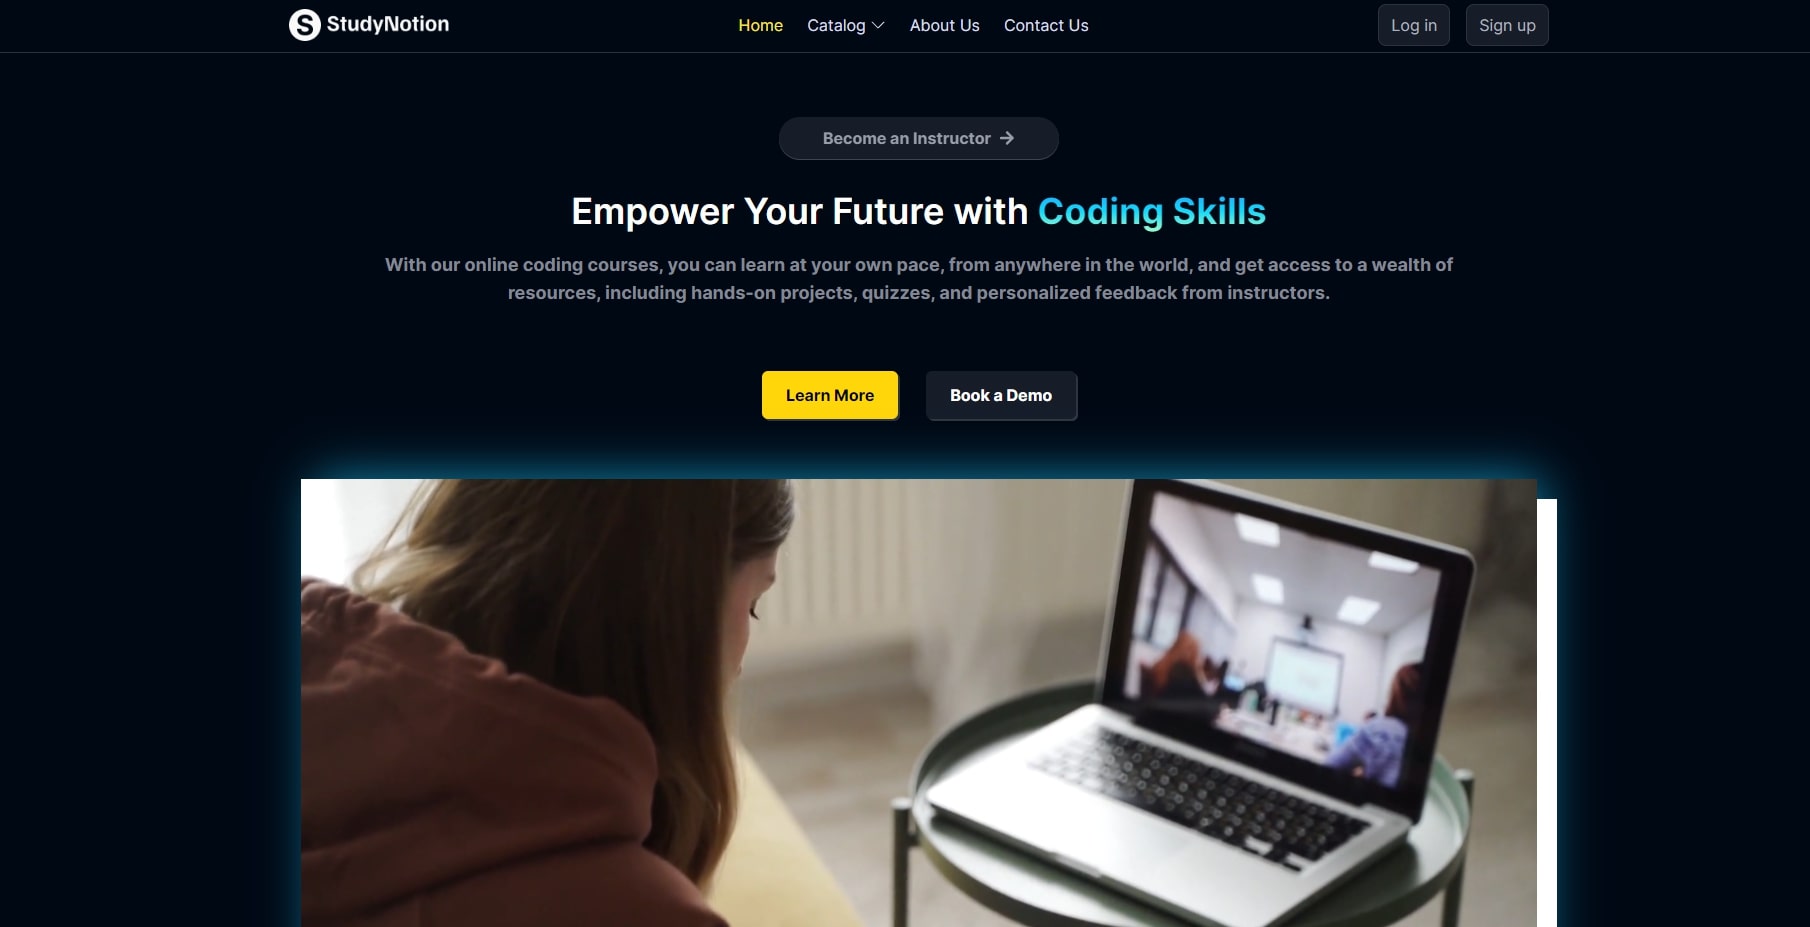 StudyNotion
Home Catalog About Us Contact Us
Log in Sign up
Become an Instructor →
Empower Your Future with Coding Skills
With our online coding courses, you can learn at your own pace, from anywhere in the world, and get access to a wealth of
resources, including hands-on projects, quizzes, and personalized feedback from instructors.
Learn More Book a Demo